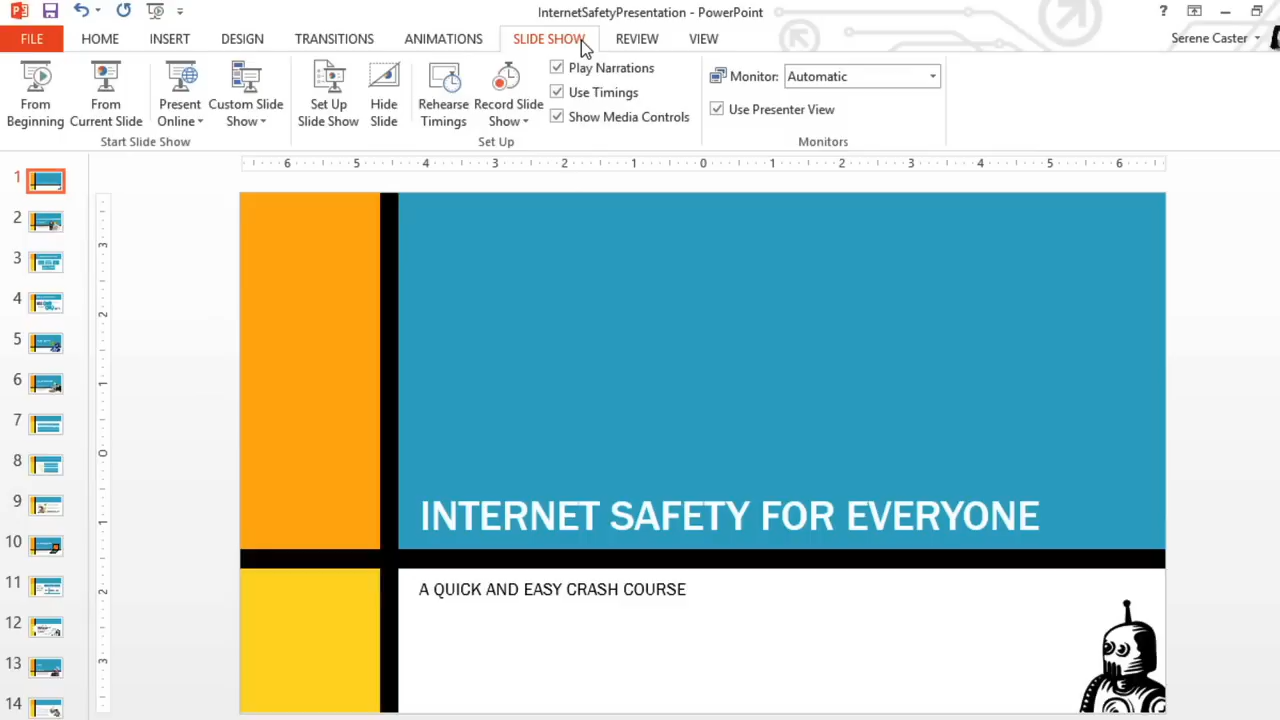 InternetSafetyPresentation - PowerPoint
?
FILE HOME INSERT DESIGN TRANSITIONS ANIMATIONS SLIDE SHOW REVIEW VIEW
Serene Caster
From Beginning
From Current Slide
Present Online
Custom Slide Show
Start Slide Show
Set Up Slide Show
Hide Slide
Rehearse Timings
Record Slide Show
Play Narrations
Use Timings
Show Media Controls
Set Up
Monitor: Automatic
Use Presenter View
Monitors
6 5 4 3 2 1 0 1 2 3 4 5 6
3
2
1
0
1
2
3
1
2
3
4
5
6
7
8
9
10
11
12
13
14
INTERNET SAFETY FOR EVERYONE
A QUICK AND EASY CRASH COURSE